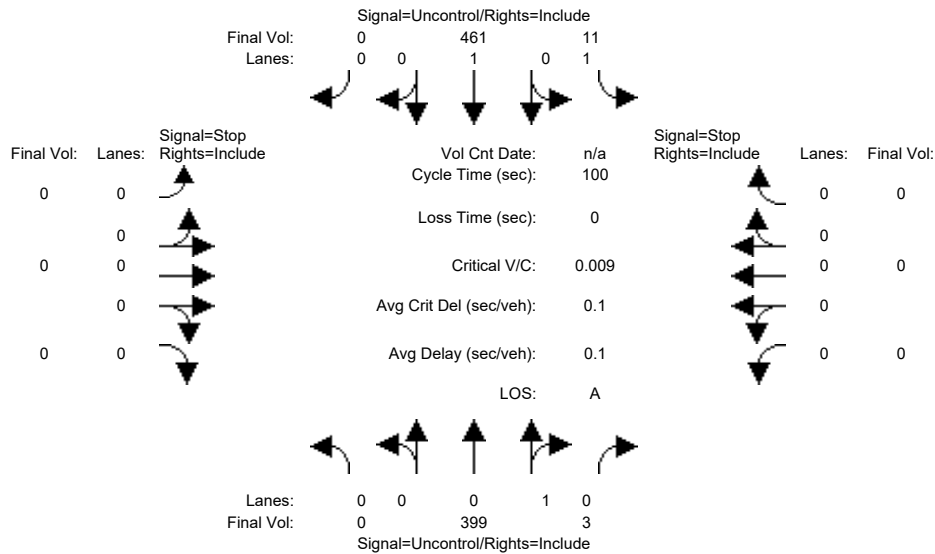 Signal=Uncontrol/Rights=Include
Final Vol: 0 461 11
Lanes: 0 0 1 0 1
Signal=Stop Signal=Stop
Final Vol: Lanes: Rights=Include Vol Cnt Date: n/a Rights=Include Lanes: Final Vol:
Cycle Time (sec): 100
0 0 0 0
Loss Time (sec): 0
0 0
0 0 Critical V/C: 0.009 0 0
0 Avg Crit Del (sec/veh): 0.1 0
0 0 Avg Delay (sec/veh): 0.1 0 0
LOS: A
Lanes: 0 0 0 1 0
Final Vol: 0 399 3
Signal=Uncontrol/Rights=Include